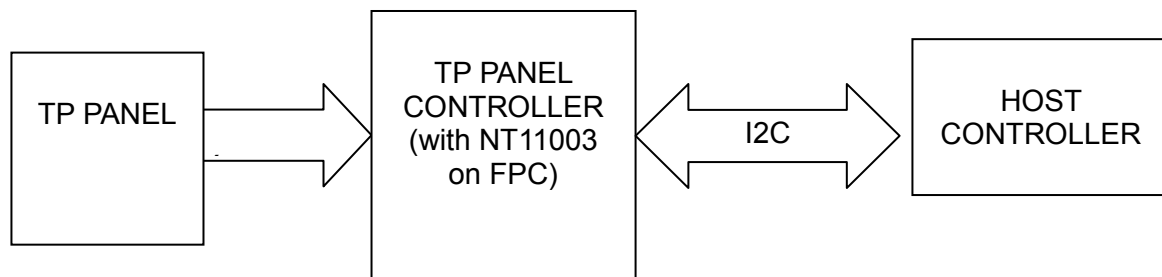 TP PANEL
TP PANEL
CONTROLLER
(with NT11003
on FPC)
I2C
HOST
CONTROLLER